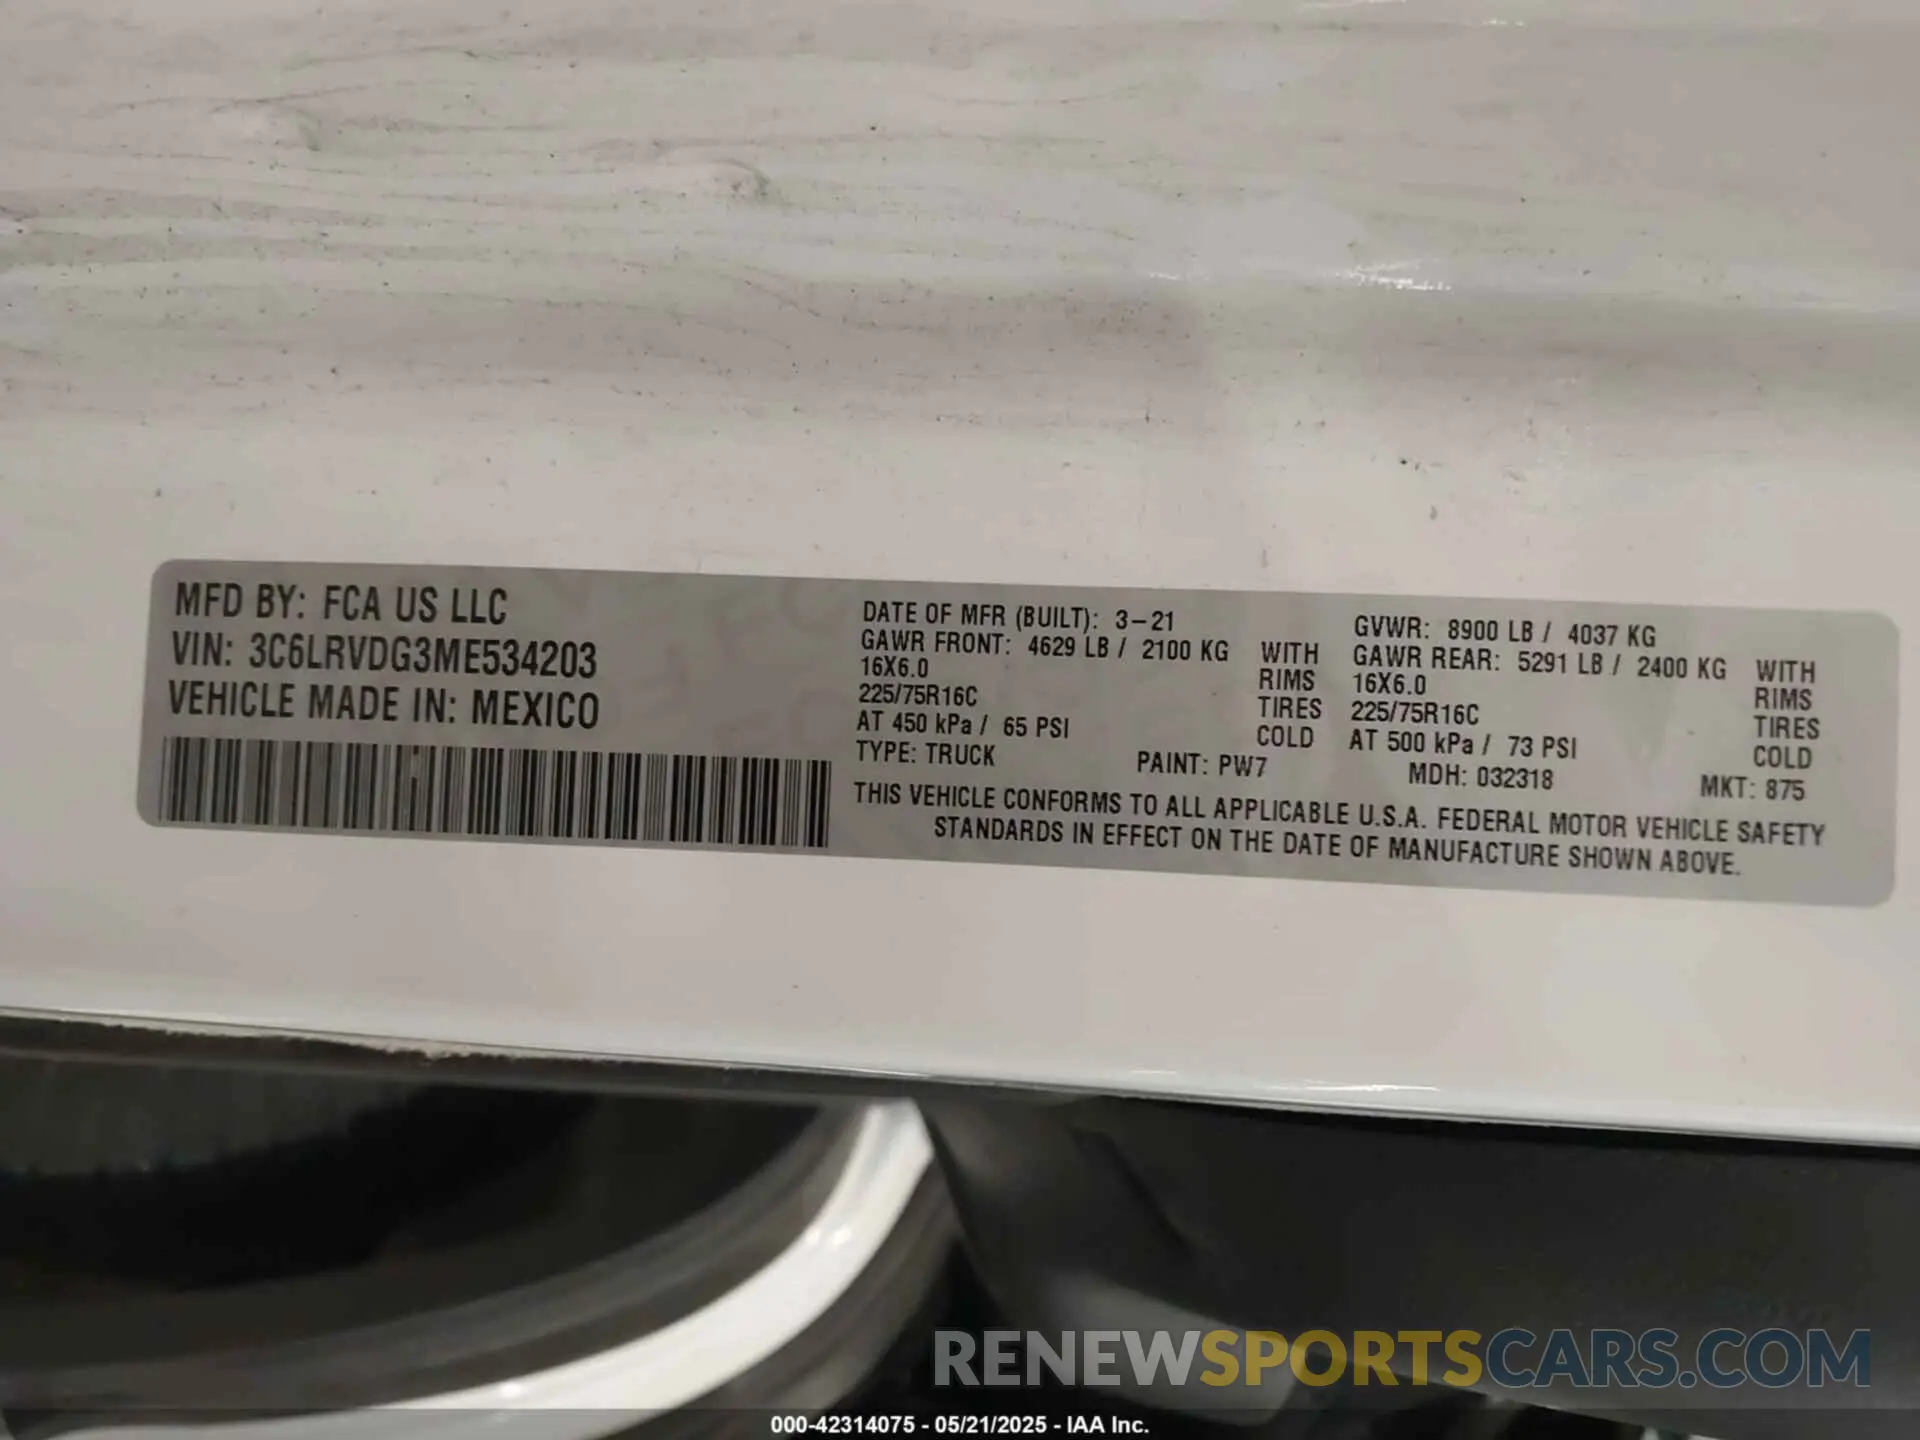 MFD BY: FCA US LLC
VIN: 3C6LRVDG3ME534203
VEHICLE MADE IN: MEXICO
DATE OF MFR (BUILT): 3-21
GAWR FRONT: 4629 LB / 2100 KG WITH
16X6.0 RIMS
225/75R16C TIRES
AT 450 kPa / 65 PSI COLD
GVWR: 8900 LB / 4037 KG
GAWR REAR: 5291 LB / 2400 KG WITH
16X6.0 RIMS
225/75R16C TIRES
AT 500 kPa / 73 PSI COLD
TYPE: TRUCK PAINT: PW7 MDH: 032318 MKT: 875
THIS VEHICLE CONFORMS TO ALL APPLICABLE U.S.A. FEDERAL MOTOR VEHICLE SAFETY
STANDARDS IN EFFECT ON THE DATE OF MANUFACTURE SHOWN ABOVE.
RENEWSPORTSCARS.COM
000-42314075 - 05/21/2025 - IAA Inc.